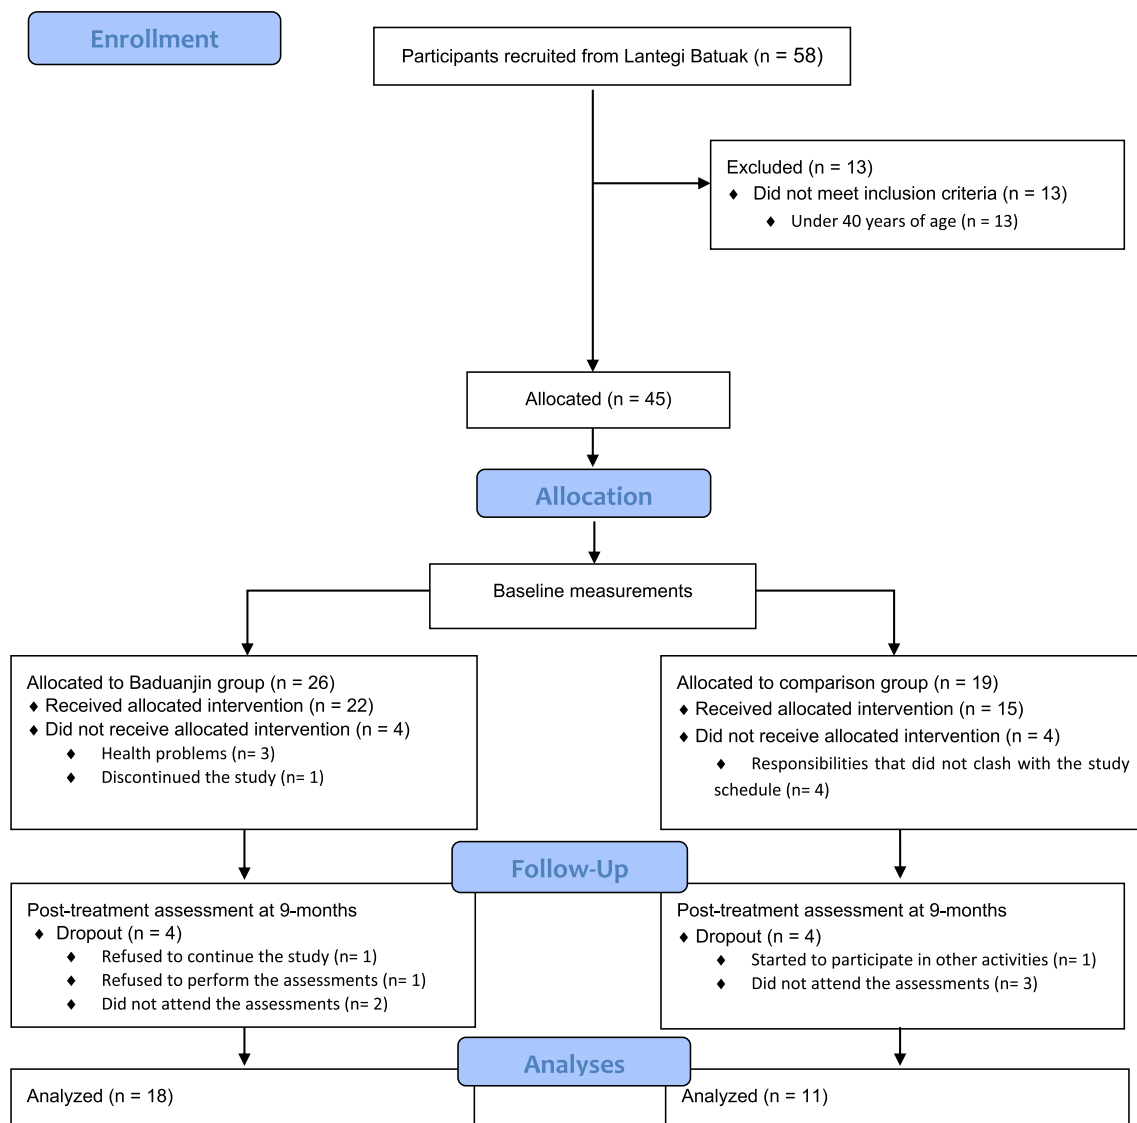 Enrollment
Participants recruited from Lantegi Batuak (n = 58)
Excluded (n = 13)
♦ Did not meet inclusion criteria (n = 13)
♦ Under 40 years of age (n = 13)
Allocated (n = 45)
Allocation
Baseline measurements
Allocated to Baduanjin group (n = 26)
♦ Received allocated intervention (n = 22)
♦ Did not receive allocated intervention (n = 4)
♦ Health problems (n= 3)
♦ Discontinued the study (n= 1)
Allocated to comparison group (n = 19)
♦ Received allocated intervention (n = 15)
♦ Did not receive allocated intervention (n = 4)
♦ Responsibilities that did not clash with the study
schedule (n= 4)
Follow-Up
Post-treatment assessment at 9-months
♦ Dropout (n = 4)
♦ Refused to continue the study (n= 1)
♦ Refused to perform the assessments (n= 1)
♦ Did not attend the assessments (n= 2)
Post-treatment assessment at 9-months
♦ Dropout (n = 4)
♦ Started to participate in other activities (n= 1)
♦ Did not attend the assessments (n= 3)
Analyses
Analyzed (n = 18)
Analyzed (n = 11)